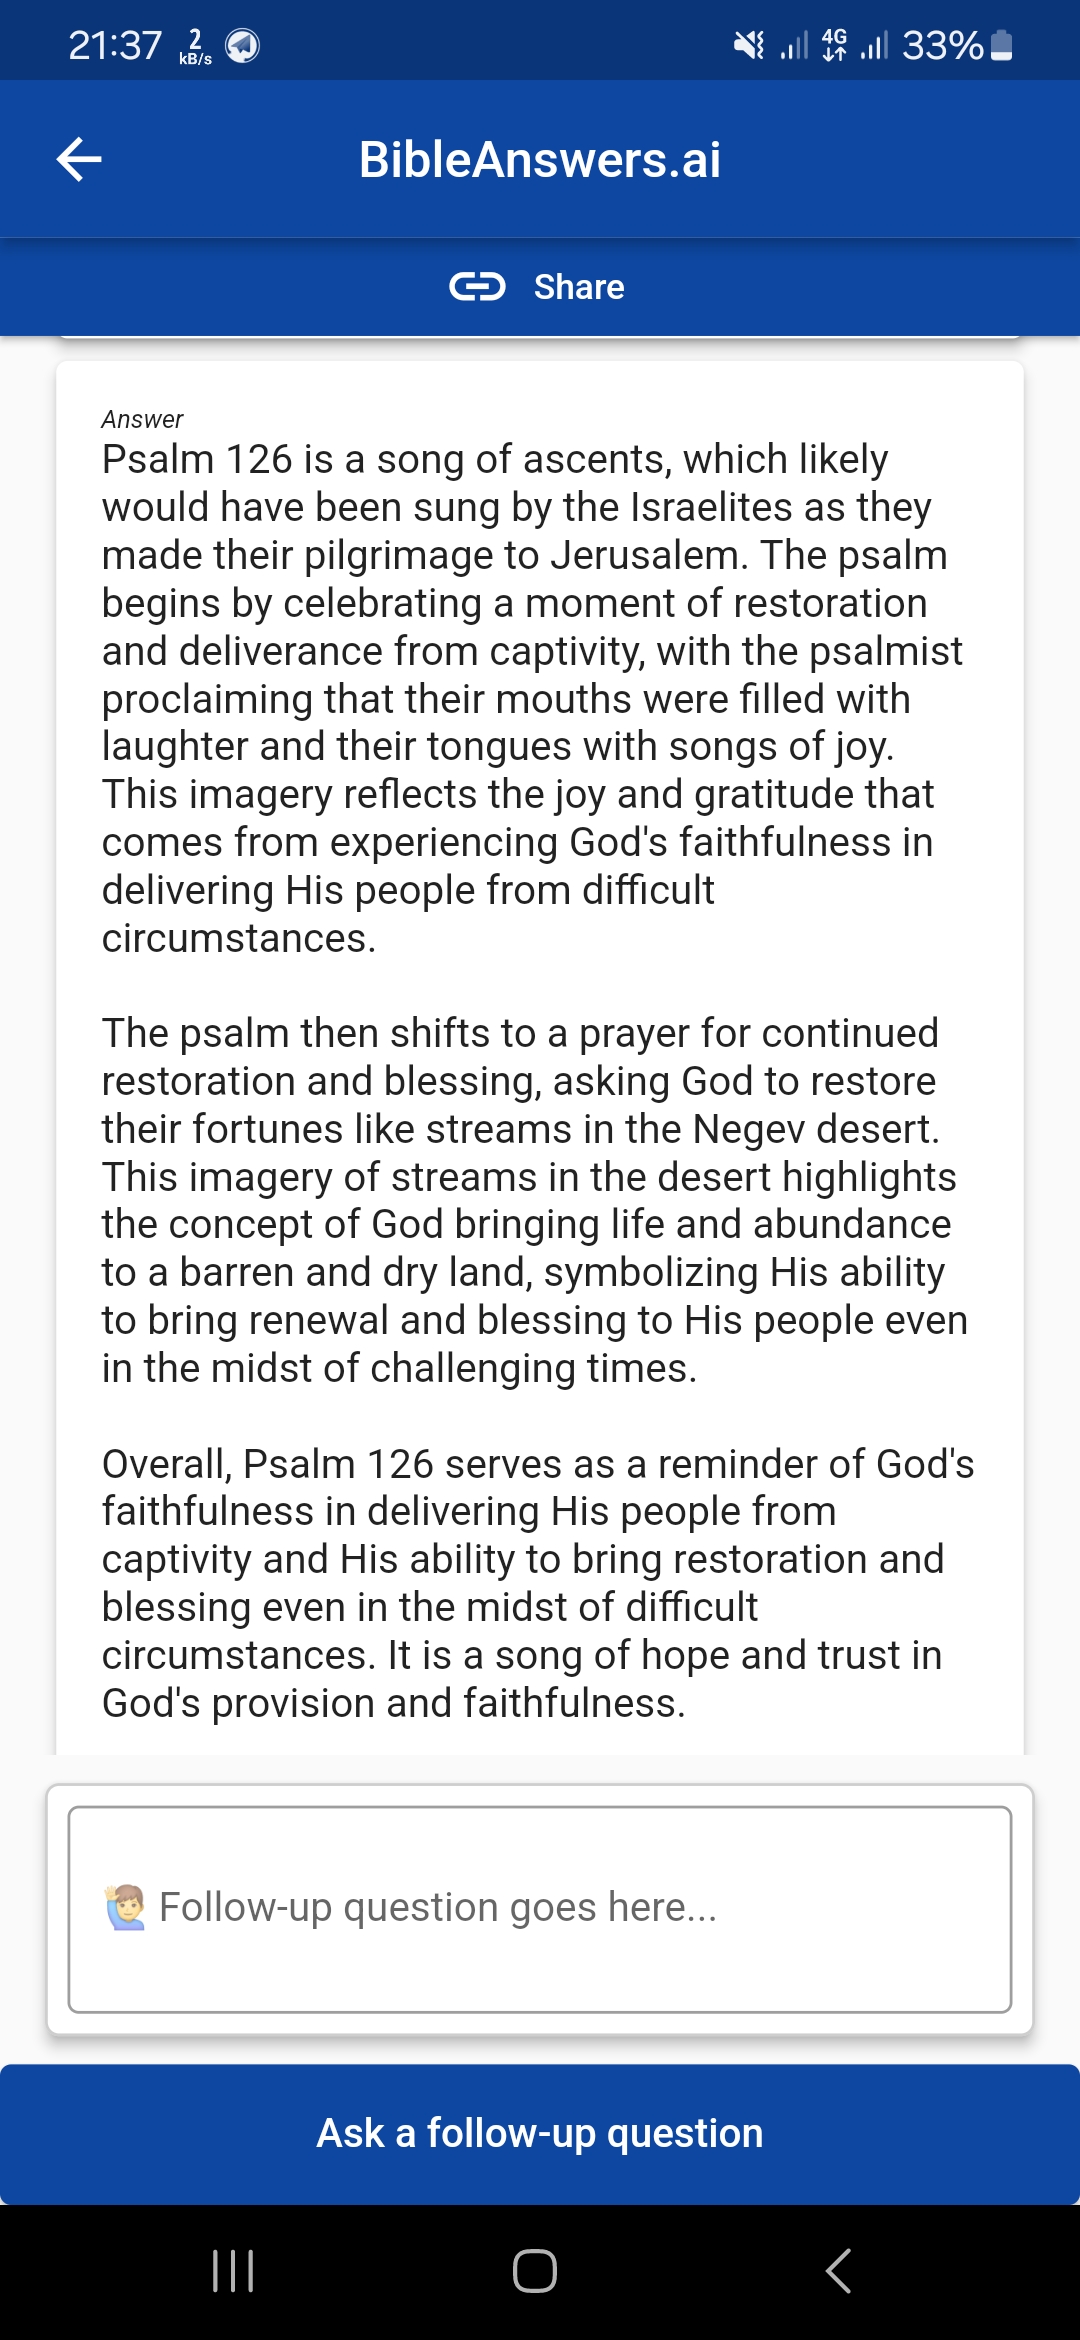 21:37 2 kB/s 4G 33%
BibleAnswers.ai
Share
Answer
Psalm 126 is a song of ascents, which likely
would have been sung by the Israelites as they
made their pilgrimage to Jerusalem. The psalm
begins by celebrating a moment of restoration
and deliverance from captivity, with the psalmist
proclaiming that their mouths were filled with
laughter and their tongues with songs of joy.
This imagery reflects the joy and gratitude that
comes from experiencing God's faithfulness in
delivering His people from difficult
circumstances.
The psalm then shifts to a prayer for continued
restoration and blessing, asking God to restore
their fortunes like streams in the Negev desert.
This imagery of streams in the desert highlights
the concept of God bringing life and abundance
to a barren and dry land, symbolizing His ability
to bring renewal and blessing to His people even
in the midst of challenging times.
Overall, Psalm 126 serves as a reminder of God's
faithfulness in delivering His people from
captivity and His ability to bring restoration and
blessing even in the midst of difficult
circumstances. It is a song of hope and trust in
God's provision and faithfulness.
Follow-up question goes here...
Ask a follow-up question